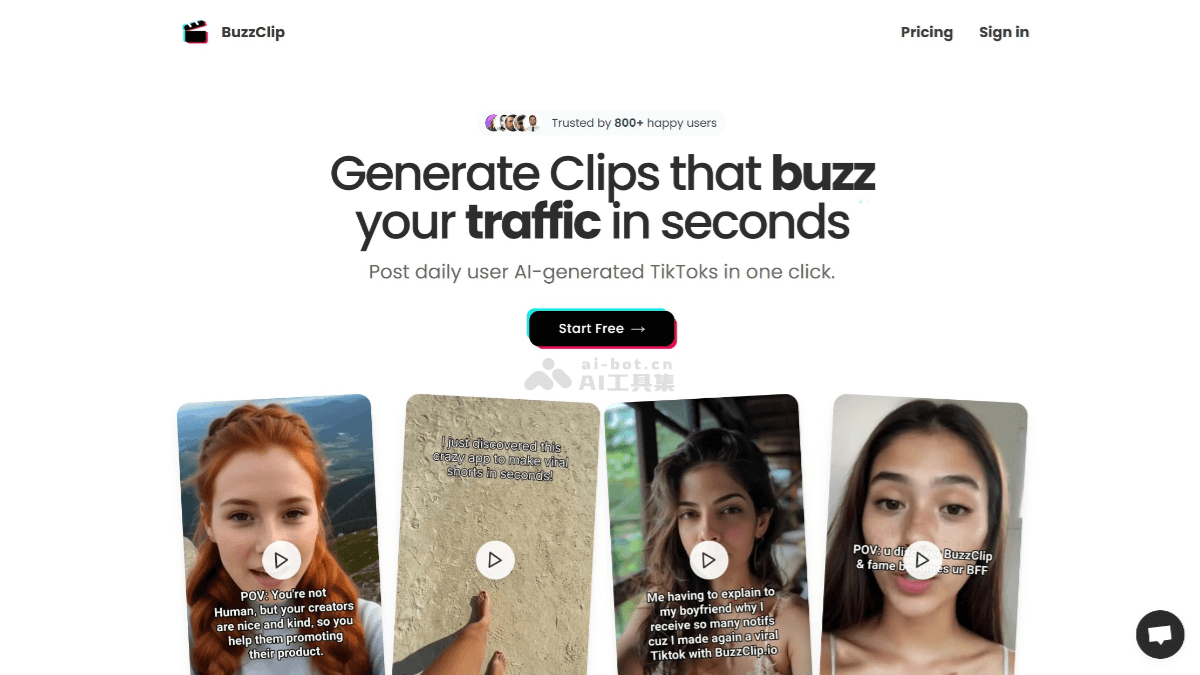 BuzzClip
Pricing
Sign in
Trusted by 800+ happy users
Generate Clips that buzz
your traffic in seconds
Post daily user AI-generated TikToks in one click.
Start Free →
ai-bot.cn
AI工具集
POV: You're not
Human, but your creators
are nice and kind, so you
help them promoting
their product.
I just discovered this
crazy app to make viral
shorts in seconds!
Me having to explain to
my boyfriend why I
receive so many notifs
cuz I made again a viral
Tiktok with BuzzClip.io
POV: u BuzzClip
& fame ur BFF